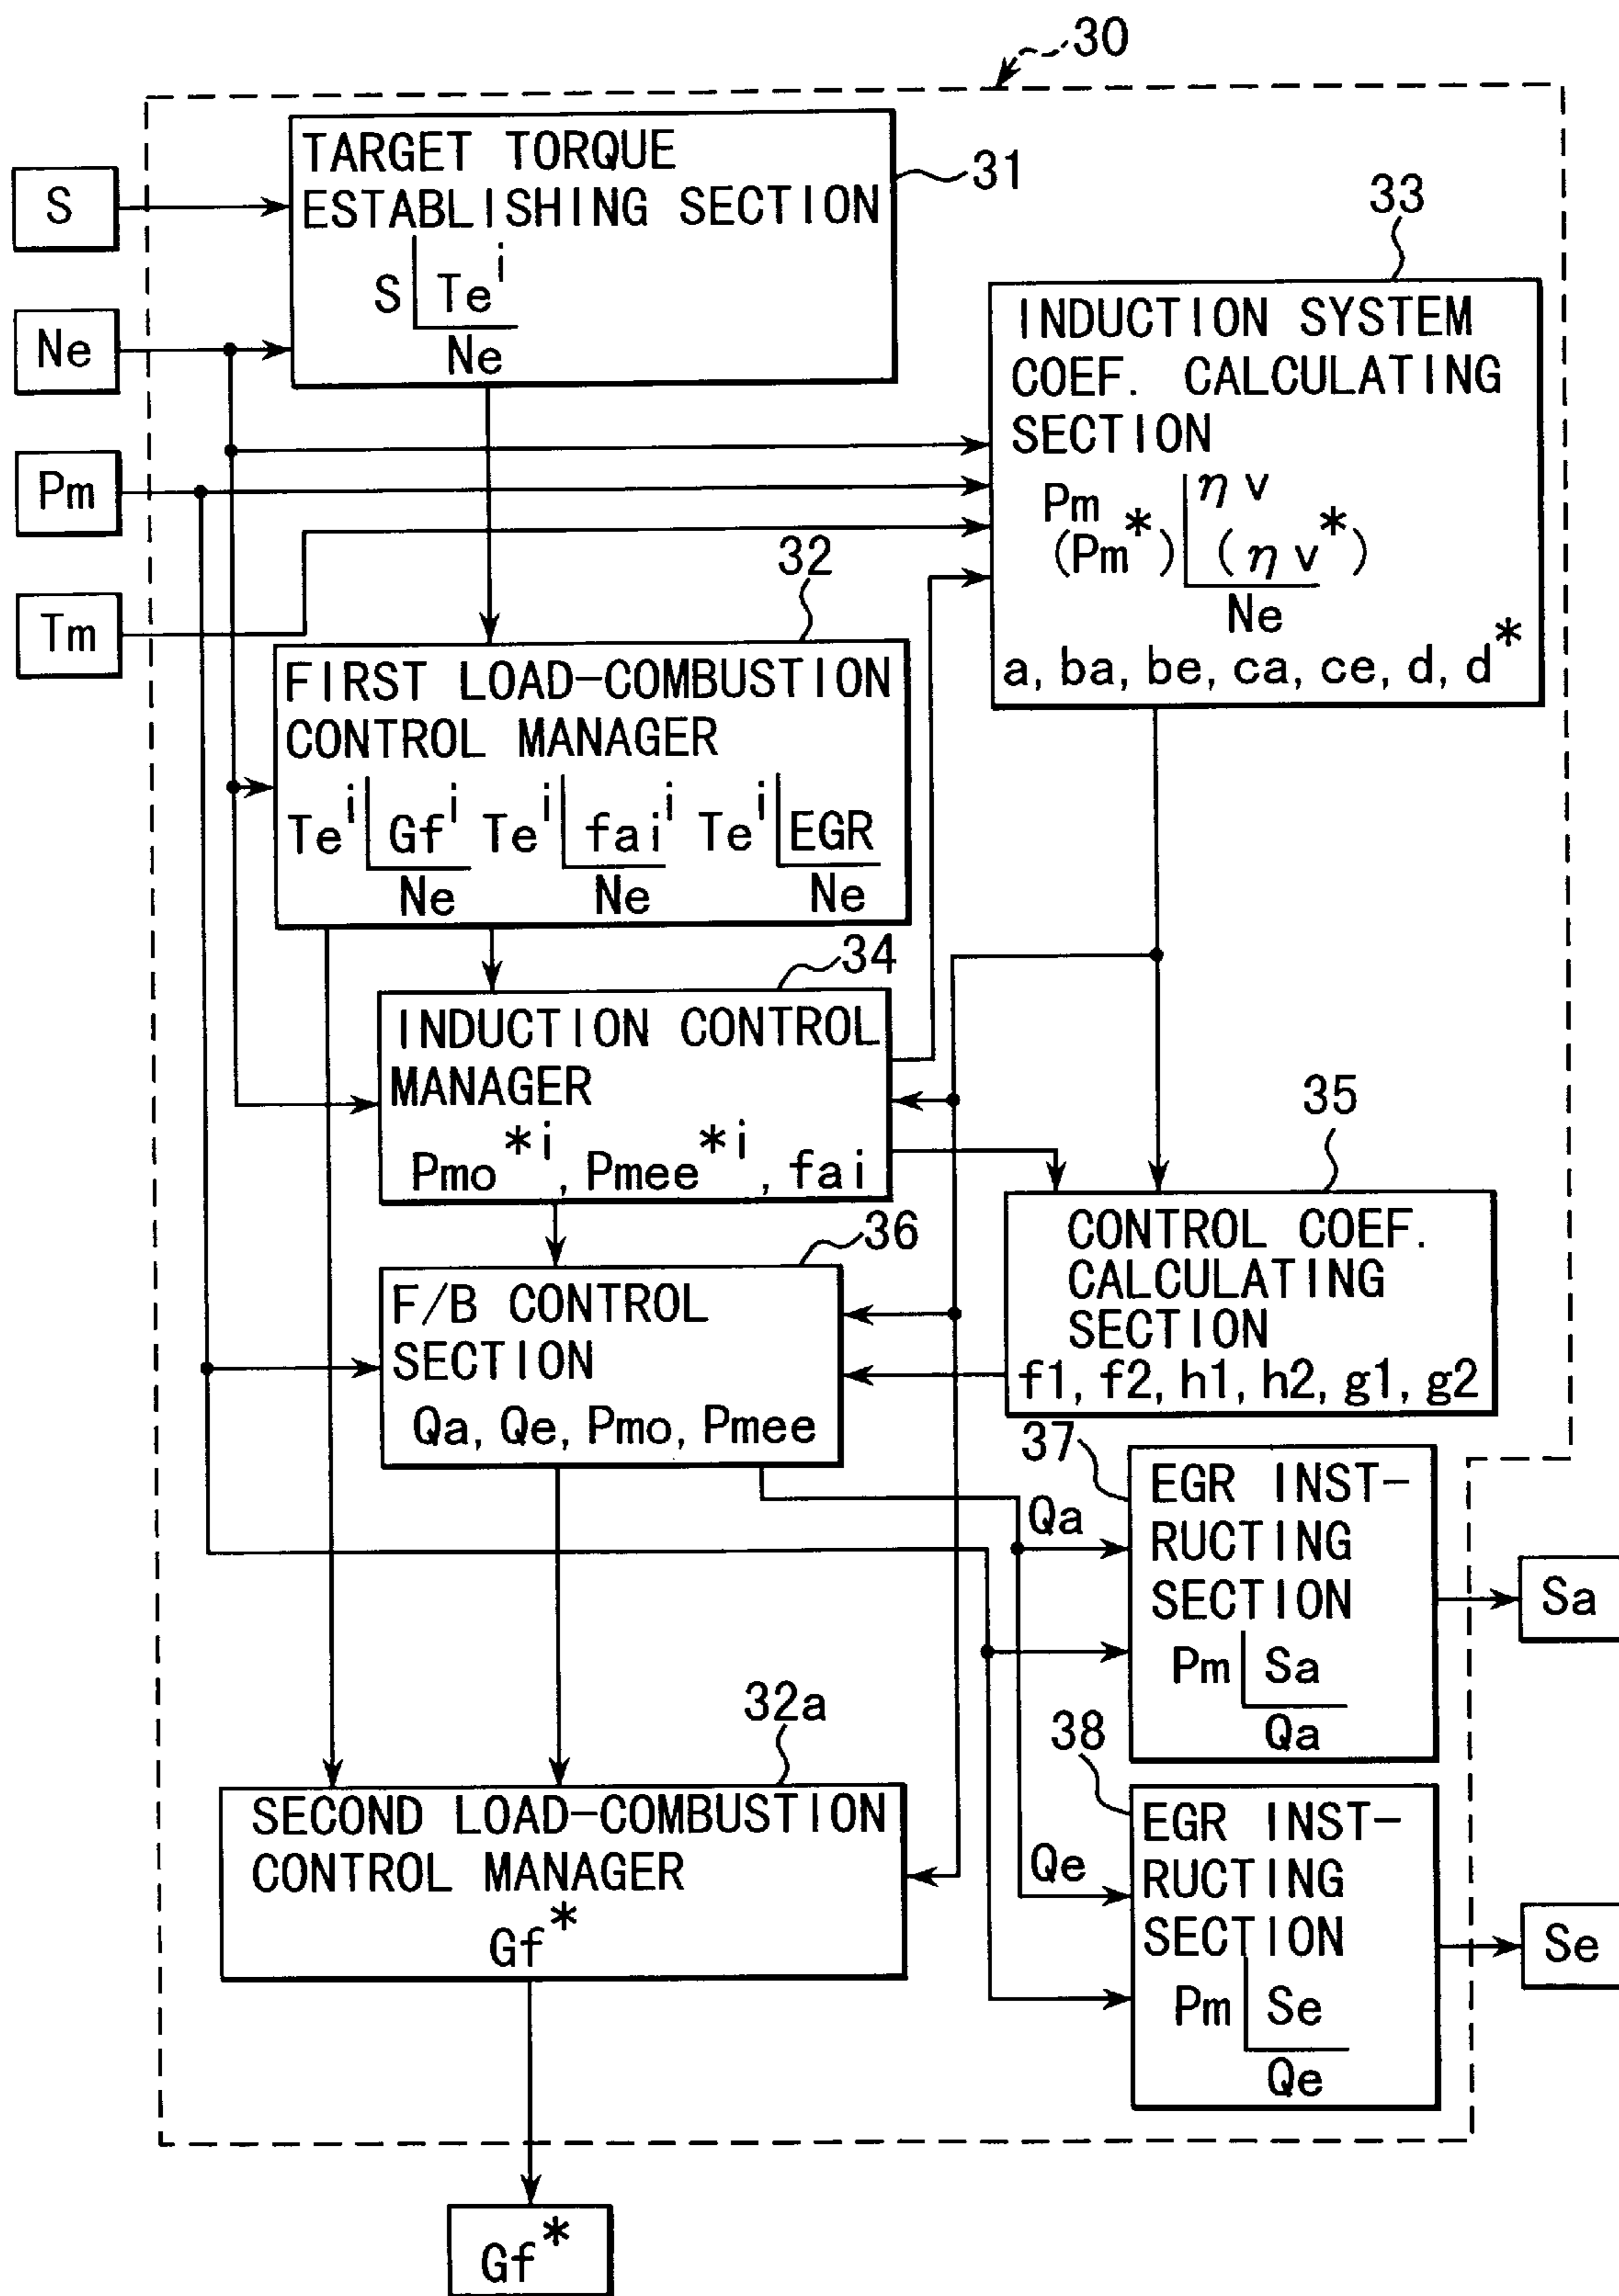 30
S
Ne
Pm
Tm
TARGET TORQUE
ESTABLISHING SECTION
S Te^i
Ne
31
33
INDUCTION SYSTEM
COEF. CALCULATING
SECTION
Pm ηv
(Pm*) (ηv*)
Ne
a, ba, be, ca, ce, d, d*
32
FIRST LOAD-COMBUSTION
CONTROL MANAGER
Te^i Gf^i Te^i fai^i Te^i EGR
Ne Ne Ne
34
INDUCTION CONTROL
MANAGER
Pmo*^i, Pmee*^i, fai
35
CONTROL COEF.
CALCULATING
SECTION
f1, f2, h1, h2, g1, g2
36
F/B CONTROL
SECTION
Qa, Qe, Pmo, Pmee
37
Qa
EGR INST-
RUCTING
SECTION
Pm Sa
Qa
Sa
38
Qe
EGR INST-
RUCTING
SECTION
Pm Se
Qe
Se
32a
SECOND LOAD-COMBUSTION
CONTROL MANAGER
Gf*
Gf*